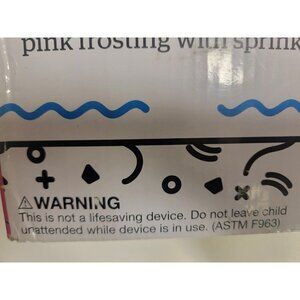 pink frosting with sprink
WARNING
This is not a lifesaving device. Do not leave child
unattended while device is in use. (ASTM F963)